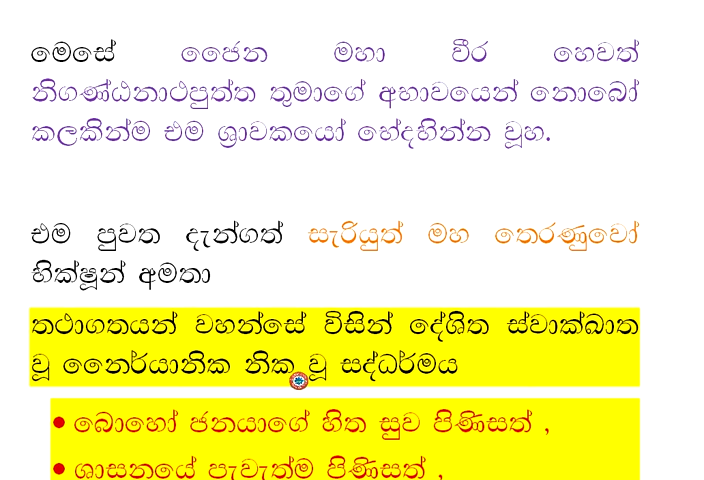 මෙසේ ජෛන මහා වීර හෙවත්
නිගණ්ඨනාථපුත්ත තුමාගේ අභාවයෙන් නොබෝ
කලකින්ම එම ශ්‍රාවකයෝ භේදභින්න වූහ.
එම පුවත දැන්ගත් සැරියුත් මහ තෙරණුවෝ
භික්ෂූන් අමතා
තථාගතයන් වහන්සේ විසින් දේශිත ස්වාක්ඛාත
වූ නෛර්යානික නික වූ සද්ධර්මය
• බොහෝ ජනයාගේ හිත සුව පිණිසත් ,
• ශාසනයේ පැවැත්ම පිණිසත් ,